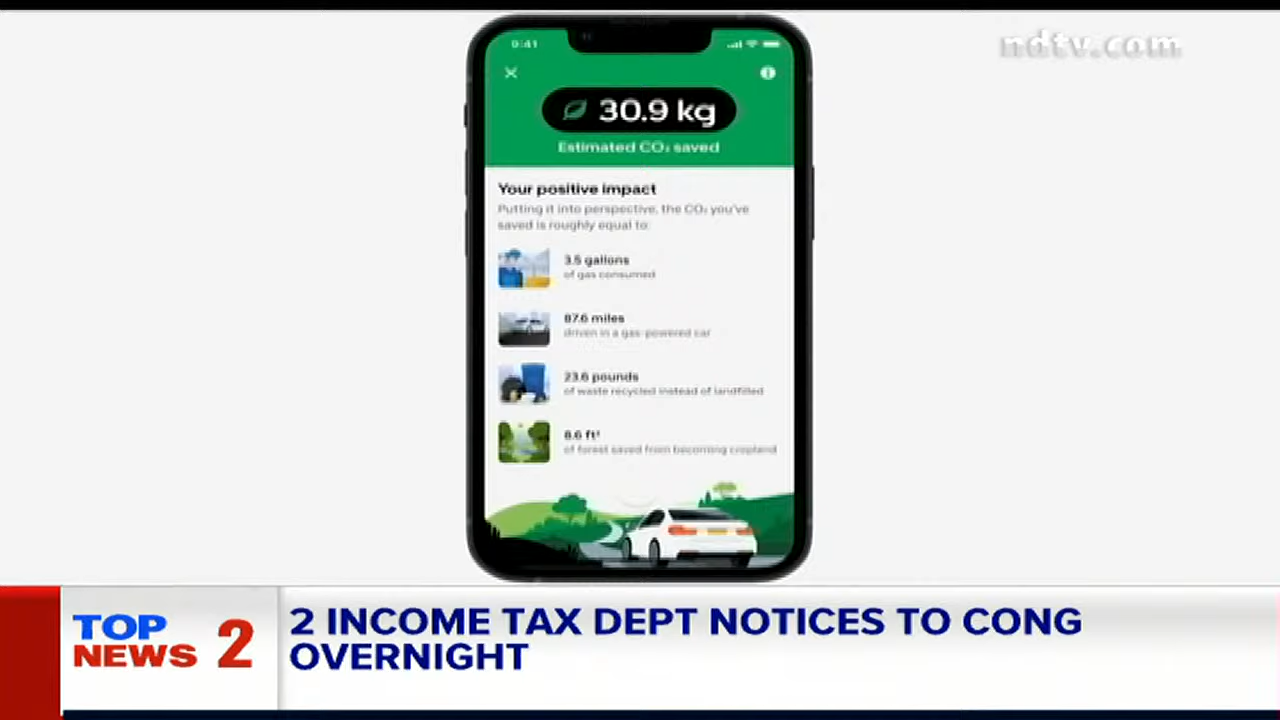 ndtv.com
9:41
30.9 kg
Estimated CO₂ saved
Your positive impact
Putting it into perspective, the CO₂ you've
saved is roughly equal to:
3.5 gallons
of gas consumed
87.6 miles
driven in a gas-powered car
23.6 pounds
of waste recycled instead of landfilled
8.6 ft²
of forest saved from becoming cropland
TOP
NEWS 2
2 INCOME TAX DEPT NOTICES TO CONG
OVERNIGHT